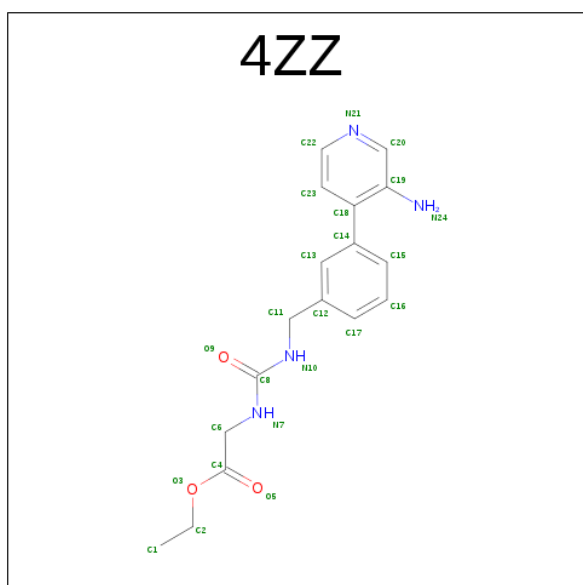 4ZZ
N21
C22 C20
C23 C19
C18 NH2
N24
C14
C13 C15
C11 C12 C16
C17
O9 O NH
N10
C8
NH N7
C6
C4
O3 O O O5
C2
C1
N